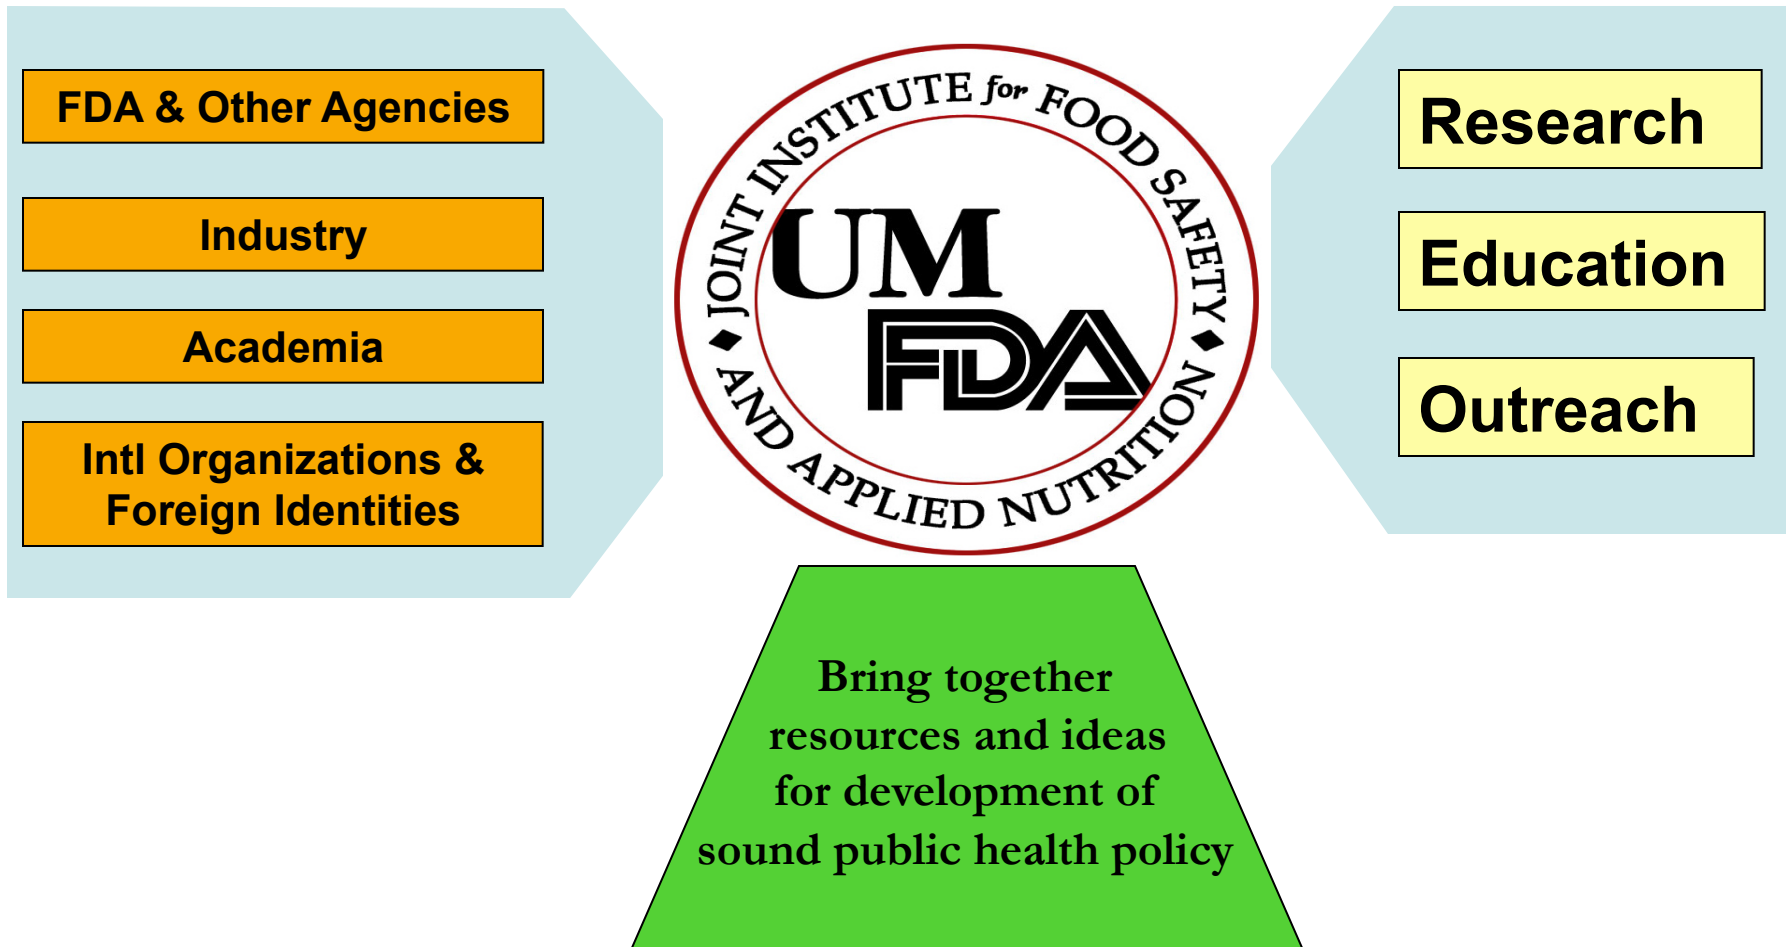 FDA & Other Agencies
Industry
Academia
Intl Organizations &
Foreign Identities
JOINT INSTITUTE for FOOD SAFETY
AND APPLIED NUTRITION
UM
FDA
Research
Education
Outreach
Bring together
resources and ideas
for development of
sound public health policy